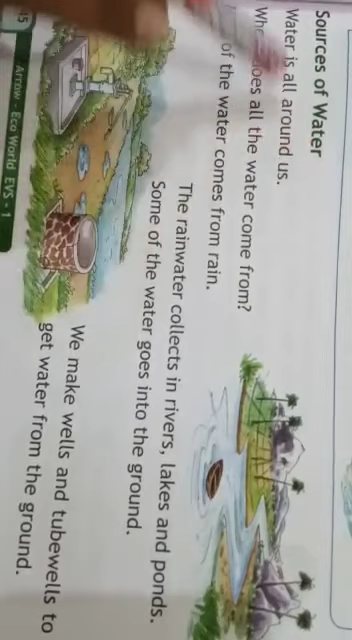 Sources of Water
Water is all around us.
does all the water come from?
of the water comes from rain.
The rainwater collects in rivers, lakes and ponds.
Some of the water goes into the ground.
We make wells and tubewells to
get water from the ground.
15 Arrow - Eco World EVS - 1